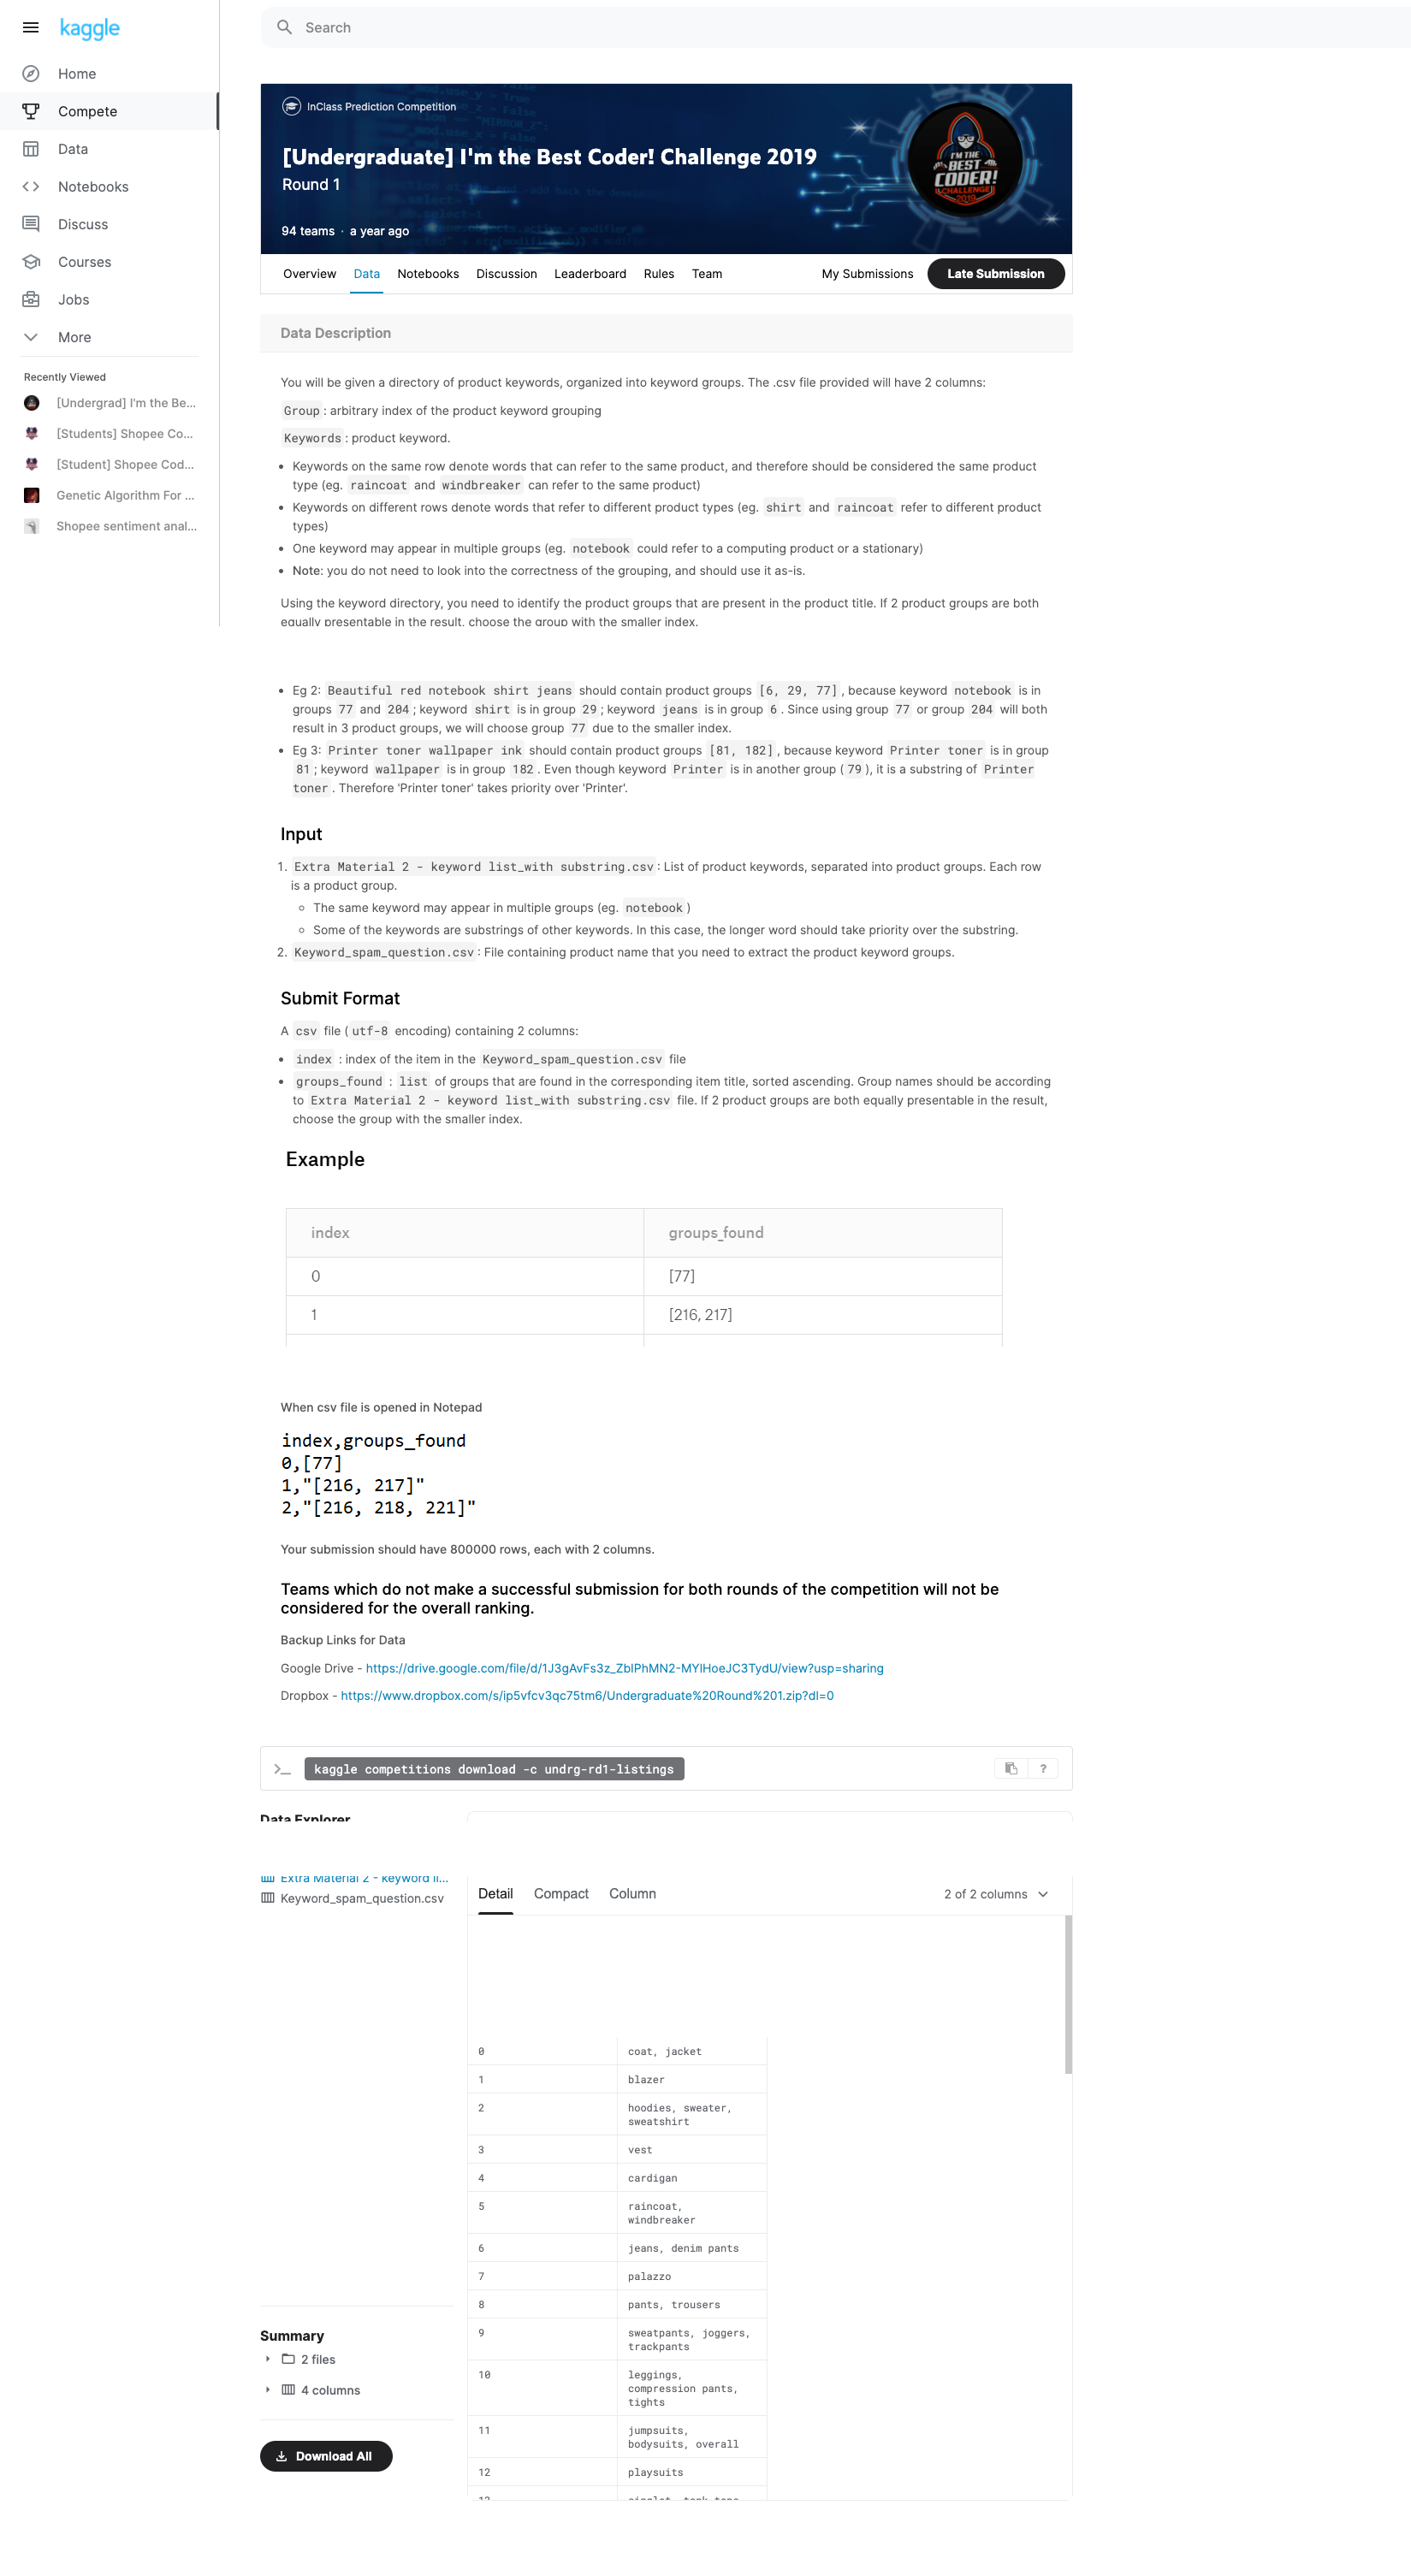 kaggle
Search
Home
Compete
Data
Notebooks
Discuss
Courses
Jobs
More
Recently Viewed
[Undergrad] I'm the Be...
[Students] Shopee Co...
[Student] Shopee Cod...
Genetic Algorithm For ...
Shopee sentiment anal...
InClass Prediction Competition
[Undergraduate] I'm the Best Coder! Challenge 2019
Round 1
94 teams · a year ago
I'M THE
BEST
CODER!
CHALLENGE
2019
Overview Data Notebooks Discussion Leaderboard Rules Team My Submissions Late Submission
Data Description
You will be given a directory of product keywords, organized into keyword groups. The .csv file provided will have 2 columns:
Group : arbitrary index of the product keyword grouping
Keywords : product keyword.
• Keywords on the same row denote words that can refer to the same product, and therefore should be considered the same product
type (eg. raincoat and windbreaker can refer to the same product)
• Keywords on different rows denote words that refer to different product types (eg. shirt and raincoat refer to different product
types)
• One keyword may appear in multiple groups (eg. notebook could refer to a computing product or a stationary)
• Note: you do not need to look into the correctness of the grouping, and should use it as-is.
Using the keyword directory, you need to identify the product groups that are present in the product title. If 2 product groups are both
equally presentable in the result, choose the group with the smaller index.
• Eg 2: Beautiful red notebook shirt jeans should contain product groups [6, 29, 77] , because keyword notebook is in
groups 77 and 204 ; keyword shirt is in group 29 ; keyword jeans is in group 6 . Since using group 77 or group 204 will both
result in 3 product groups, we will choose group 77 due to the smaller index.
• Eg 3: Printer toner wallpaper ink should contain product groups [81, 182] , because keyword Printer toner is in group
81 ; keyword wallpaper is in group 182 . Even though keyword Printer is in another group ( 79 ), it is a substring of Printer
toner . Therefore 'Printer toner' takes priority over 'Printer'.
Input
1. Extra Material 2 - keyword list_with substring.csv : List of product keywords, separated into product groups. Each row
is a product group.
◦ The same keyword may appear in multiple groups (eg. notebook )
◦ Some of the keywords are substrings of other keywords. In this case, the longer word should take priority over the substring.
2. Keyword_spam_question.csv : File containing product name that you need to extract the product keyword groups.
Submit Format
A csv file ( utf-8 encoding) containing 2 columns:
• index : index of the item in the Keyword_spam_question.csv file
• groups_found : list of groups that are found in the corresponding item title, sorted ascending. Group names should be according
to Extra Material 2 - keyword list_with substring.csv file. If 2 product groups are both equally presentable in the result,
choose the group with the smaller index.
Example
index groups_found
0 [77]
1 [216, 217]
When csv file is opened in Notepad
index,groups_found
0,[77]
1,"[216, 217]"
2,"[216, 218, 221]"
Your submission should have 800000 rows, each with 2 columns.
Teams which do not make a successful submission for both rounds of the competition will not be
considered for the overall ranking.
Backup Links for Data
Google Drive - https://drive.google.com/file/d/1J3gAvFs3z_ZblPhMN2-MYlHoeJC3TydU/view?usp=sharing
Dropbox - https://www.dropbox.com/s/ip5vfcv3qc75tm6/Undergraduate%20Round%201.zip?dl=0
>_ kaggle competitions download -c undrg-rd1-listings ?
Data Explorer
Extra Material 2 - keyword li...
Keyword_spam_question.csv
Detail Compact Column 2 of 2 columns
0 coat, jacket
1 blazer
2 hoodies, sweater,
sweatshirt
3 vest
4 cardigan
5 raincoat,
windbreaker
6 jeans, denim pants
7 palazzo
8 pants, trousers
9 sweatpants, joggers,
trackpants
10 leggings,
compression pants,
tights
11 jumpsuits,
bodysuits, overall
12 playsuits
Summary
2 files
4 columns
Download All